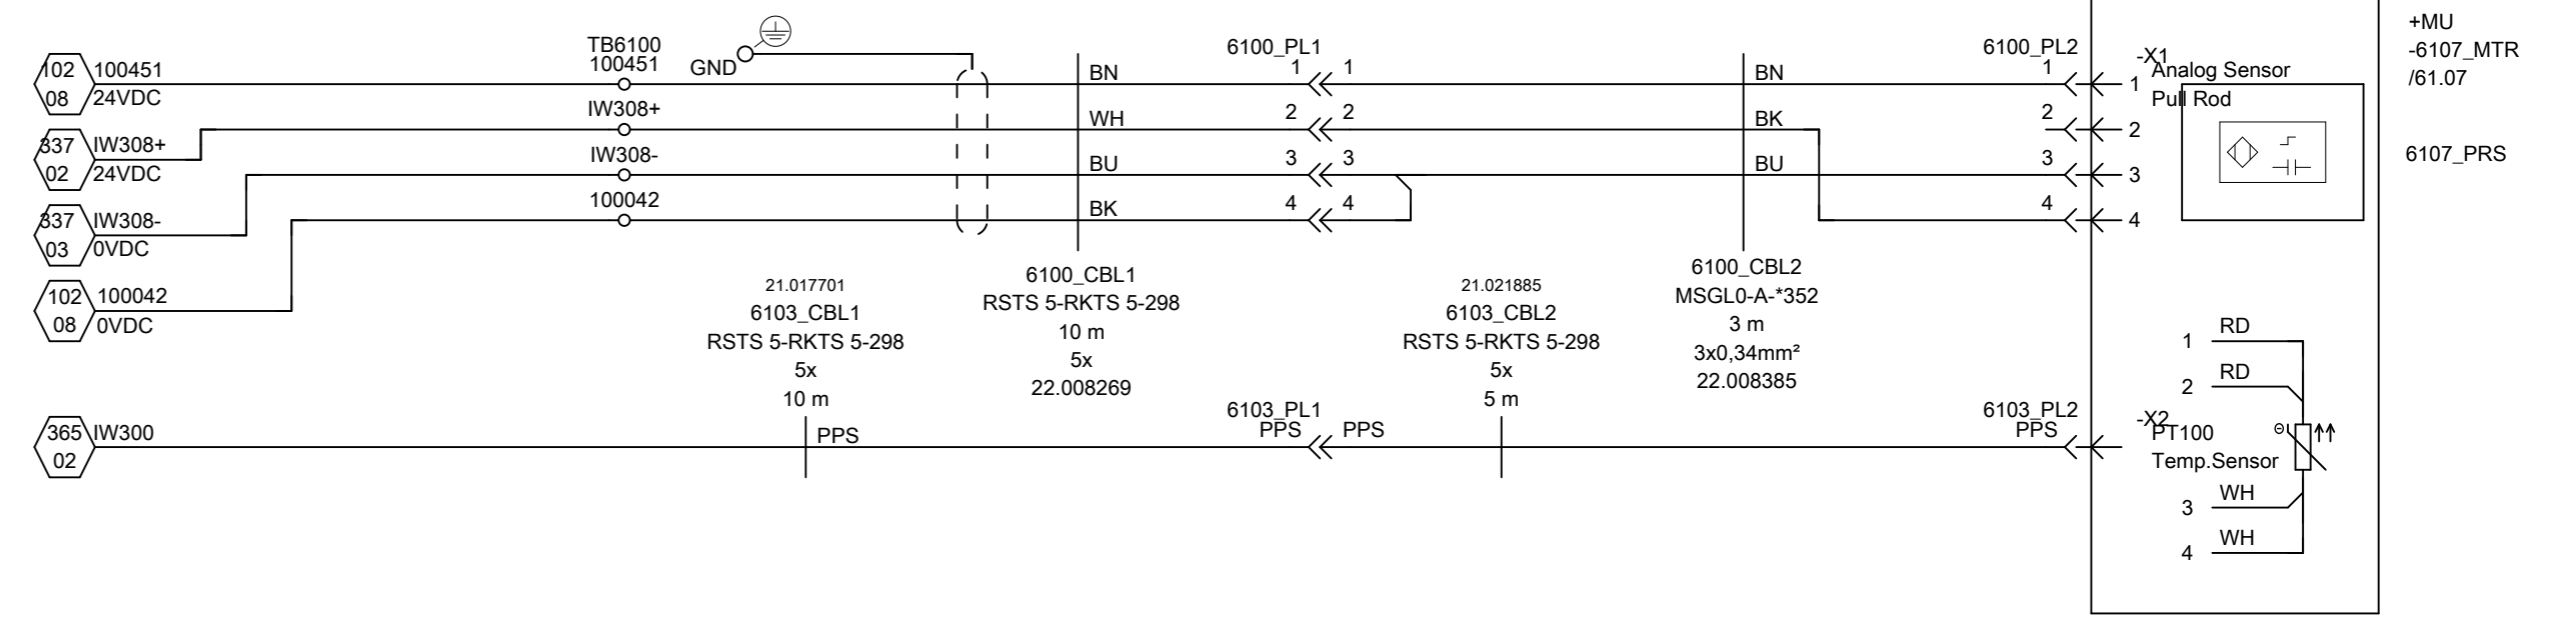 102
08
100451
24VDC
337
02
IW308+
24VDC
337
03
IW308-
0VDC
102
08
100042
0VDC
365
02
IW300
TB6100
100451
IW308+
IW308-
100042
GND
BN
WH
BU
BK
6100_CBL1
RSTS 5-RKTS 5-298
10 m
5x
22.008269
21.017701
6103_CBL1
RSTS 5-RKTS 5-298
5x
10 m
PPS
6100_PL1
1 1
2 2
3 3
4 4
6103_PL1
PPS PPS
21.021885
6103_CBL2
RSTS 5-RKTS 5-298
5x
5 m
BN
BK
BU
6100_CBL2
MSGL0-A-*352
3 m
3x0,34mm²
22.008385
6100_PL2
1
2
3
4
6103_PL2
PPS
-X1
1
2
3
4
Analog Sensor
Pull Rod
-X2
PT100
Temp.Sensor
1 RD
2 RD
3 WH
4 WH
+MU
-6107_MTR
/61.07
6107_PRS